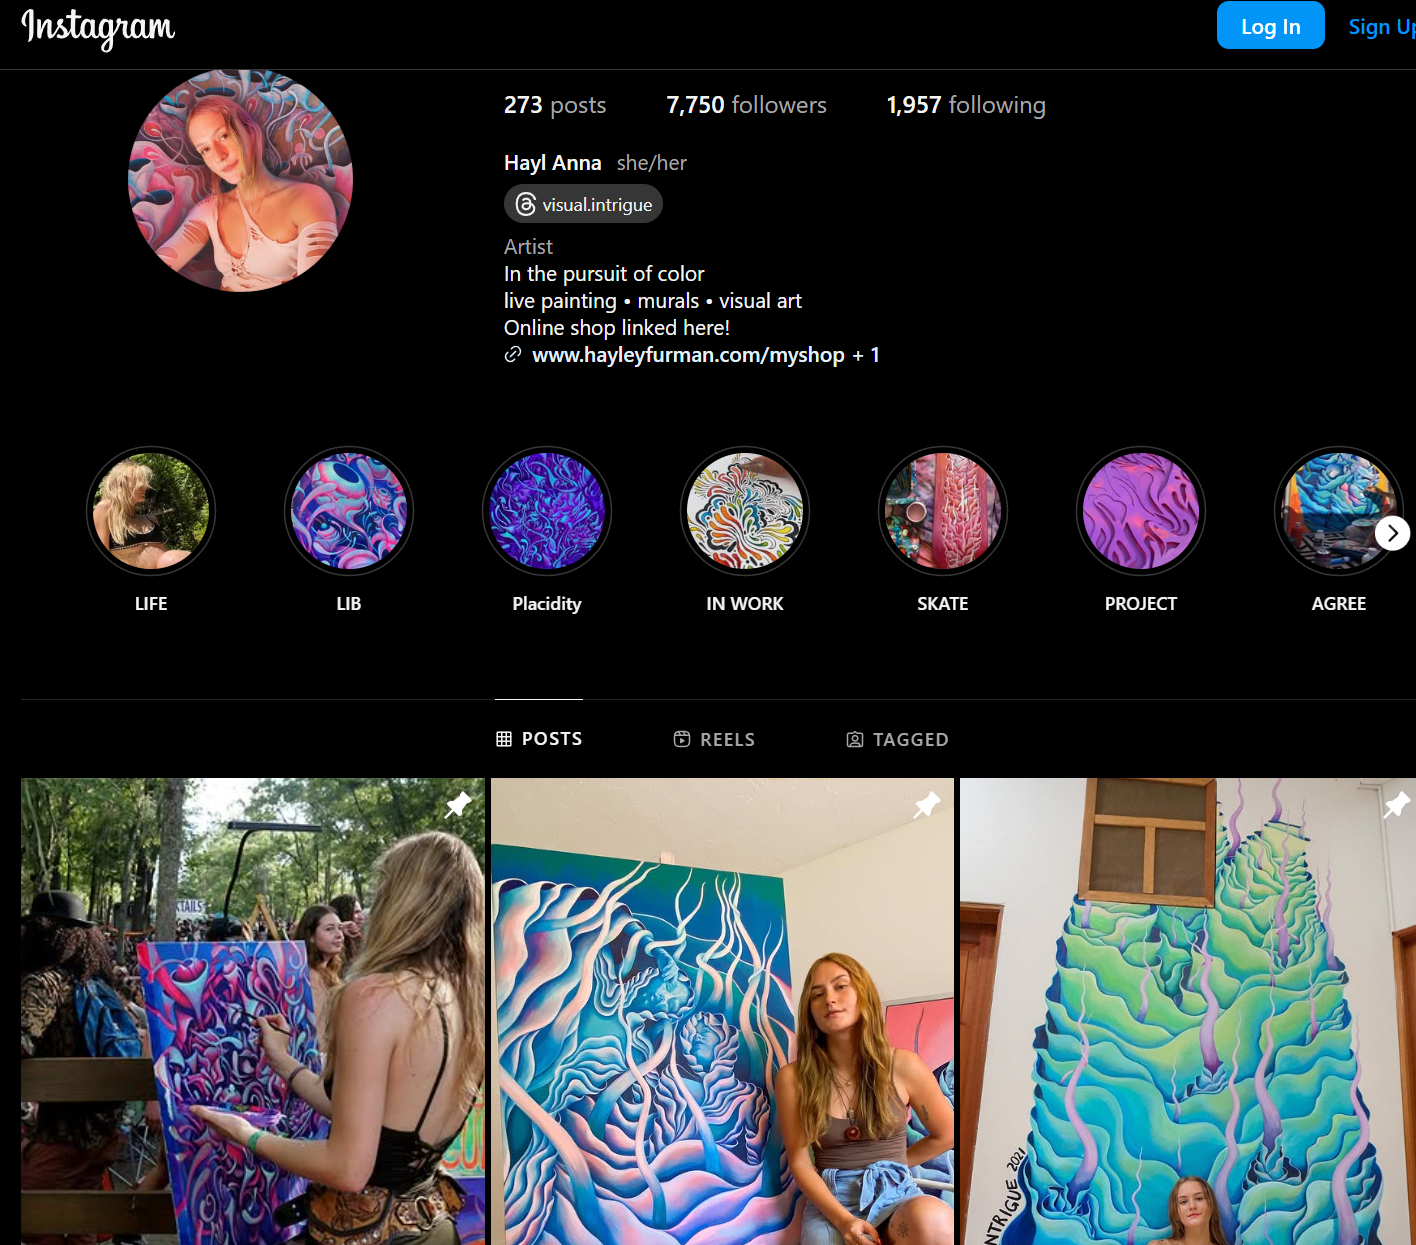 Instagram
Log In
Sign Up
273 posts
7,750 followers
1,957 following
Hayl Anna she/her
visual.intrigue
Artist
In the pursuit of color
live painting • murals • visual art
Online shop linked here!
www.hayleyfurman.com/myshop + 1
LIFE
LIB
Placidity
IN WORK
SKATE
PROJECT
AGREE
POSTS
REELS
TAGGED
KTAILS
NTRIGUE 2021